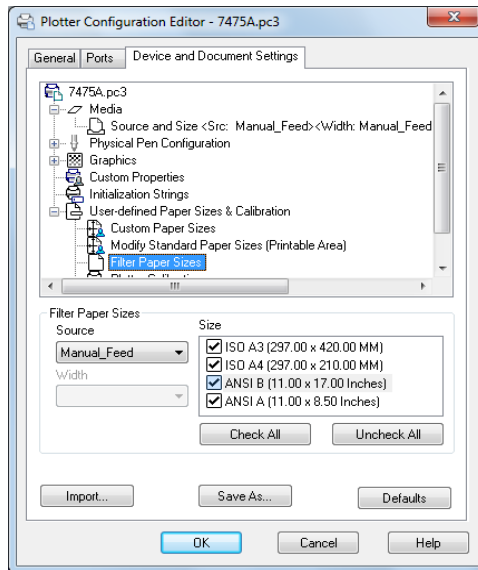 Plotter Configuration Editor - 7475A.pc3
General Ports Device and Document Settings
7475A.pc3
Media
Source and Size <Src: Manual_Feed><Width: Manual_Feed
Physical Pen Configuration
Graphics
Custom Properties
Initialization Strings
User-defined Paper Sizes & Calibration
Custom Paper Sizes
Modify Standard Paper Sizes (Printable Area)
Filter Paper Sizes
Filter Paper Sizes
Source
Size
Manual_Feed
ISO A3 (297.00 x 420.00 MM)
ISO A4 (297.00 x 210.00 MM)
Width
ANSI B (11.00 x 17.00 Inches)
ANSI A (11.00 x 8.50 Inches)
Check All Uncheck All
Import... Save As... Defaults
OK Cancel Help